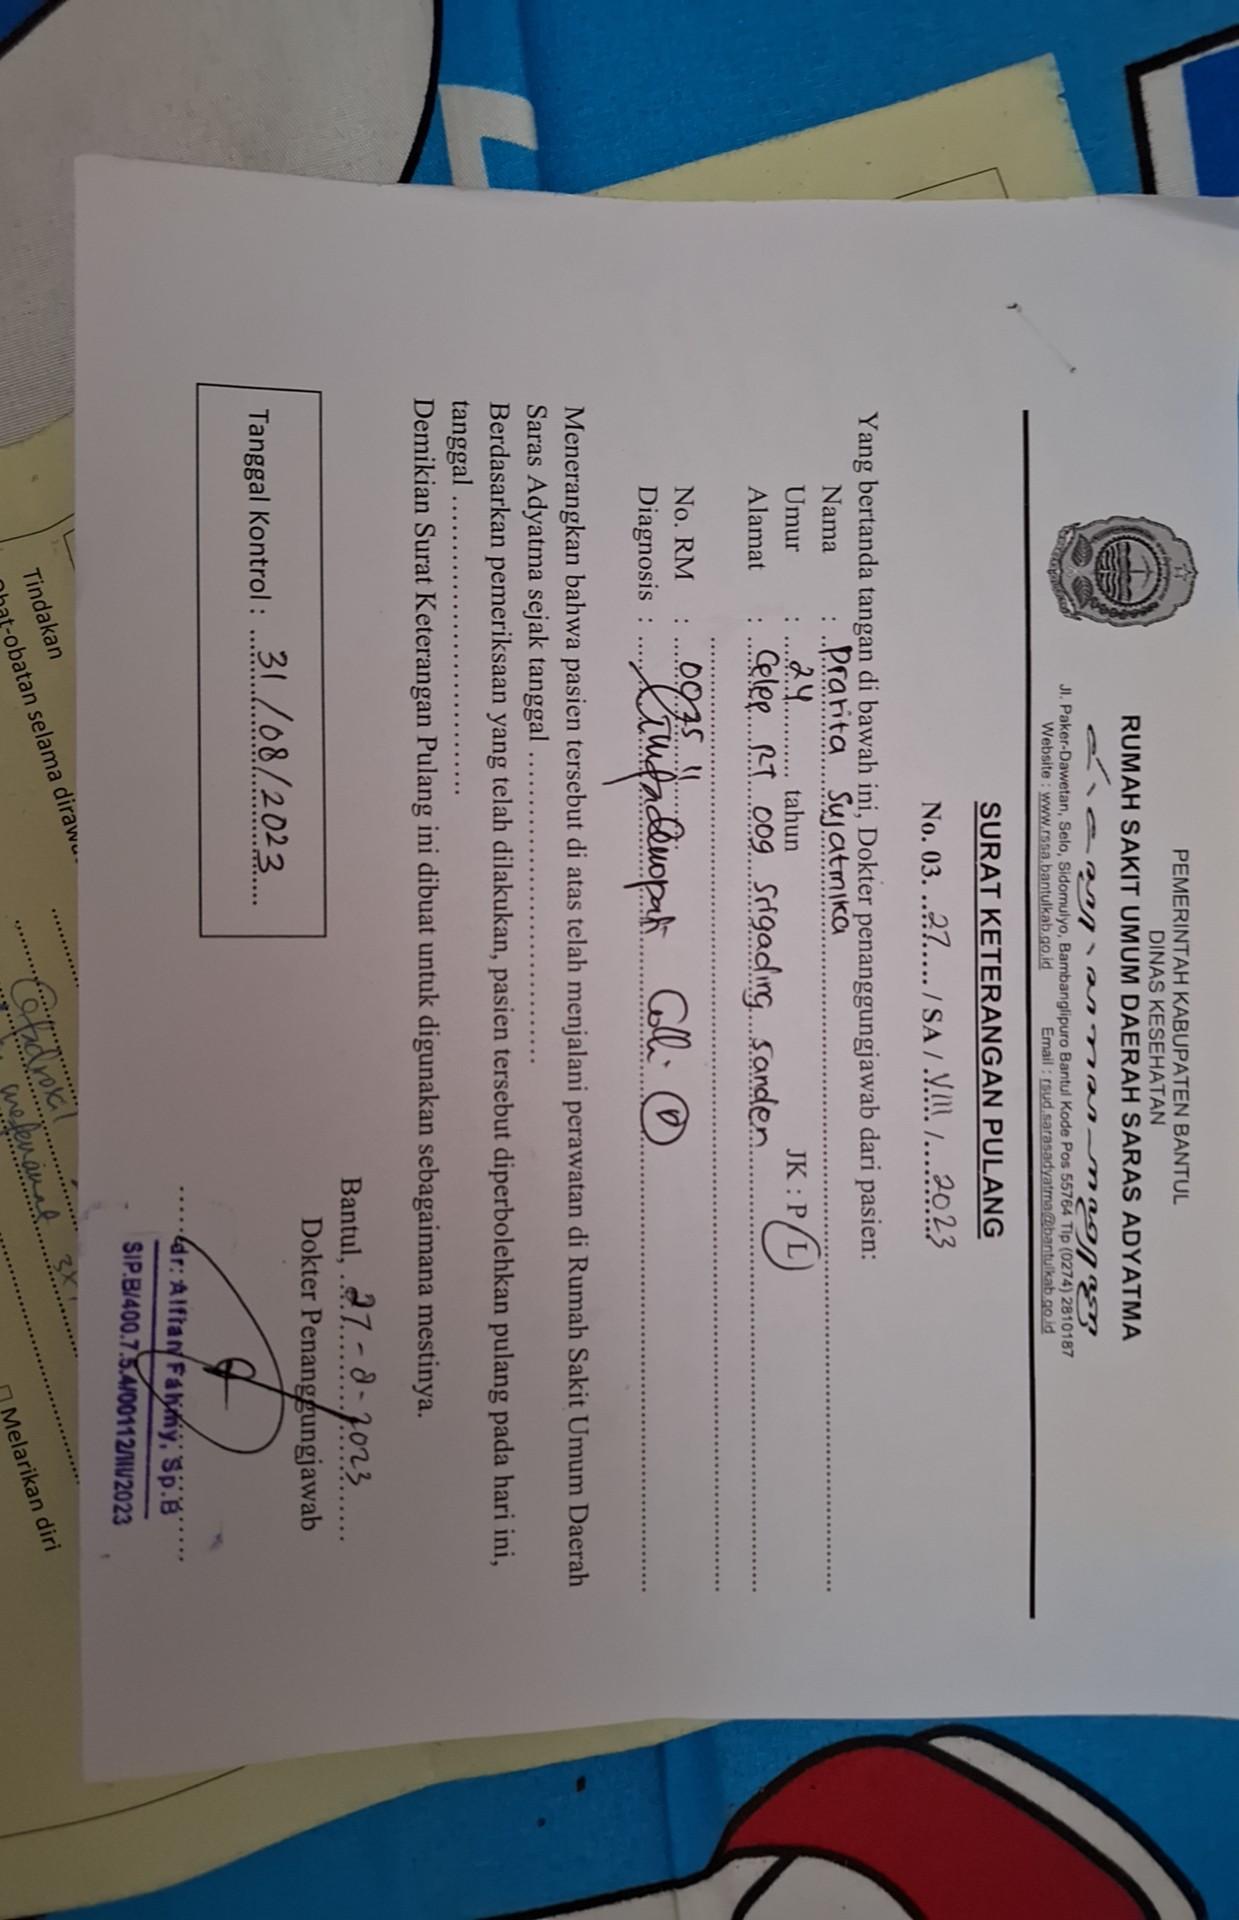 PEMERINTAH KABUPATEN BANTUL
DINAS KESEHATAN
RUMAH SAKIT UMUM DAERAH SARAS ADYATMA
Jl. Paker-Dawetan, Selo, Sidomulyo, Bambanglipuro Bantul Kode Pos 55764 Tlp (0274) 2810187
Website : www.rssa.bantulkab.go.id Email : rsud.sarasadyatma@bantulkab.go.id
SURAT KETERANGAN PULANG
No. 03. 27 / SA / VIII / 2023
Yang bertanda tangan di bawah ini, Dokter penanggungjawab dari pasien:
Nama : Prarita Sujatmika
Umur : 24 tahun JK : P/L
Alamat : Celep RT 009 Srigading Sanden
No. RM : 007511
Diagnosis : Limfadenopati Colli D
Menerangkan bahwa pasien tersebut di atas telah menjalani perawatan di Rumah Sakit Umum Daerah
Saras Adyatma sejak tanggal
Berdasarkan pemeriksaan yang telah dilakukan, pasien tersebut diperbolehkan pulang pada hari ini,
tanggal
Demikian Surat Keterangan Pulang ini dibuat untuk digunakan sebagaimana mestinya.
Bantul, 27-8-2023
Dokter Penanggungjawab
Tanggal Kontrol : 31/08/2023
dr. Alfian Fahmy, Sp.B
SIP.B/400.7.5.4/00112/III/2023
Tindakan
obat-obatan selama dirawat
3x1
Melarikan diri